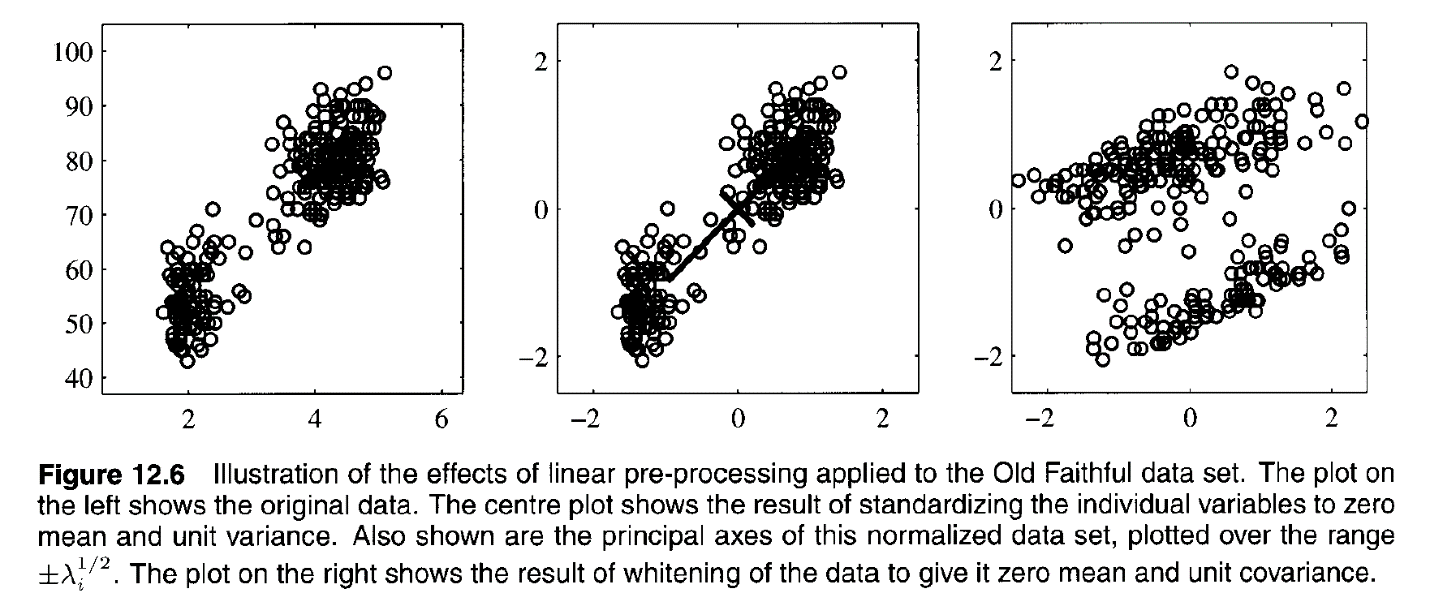 100
90
80
70
60
50
40
2 4 6
2
0
−2
−2 0 2
2
0
−2
−2 0 2
Figure 12.6 Illustration of the effects of linear pre-processing applied to the Old Faithful data set. The plot on
the left shows the original data. The centre plot shows the result of standardizing the individual variables to zero
mean and unit variance. Also shown are the principal axes of this normalized data set, plotted over the range
±λ_i^{1/2}. The plot on the right shows the result of whitening of the data to give it zero mean and unit covariance.